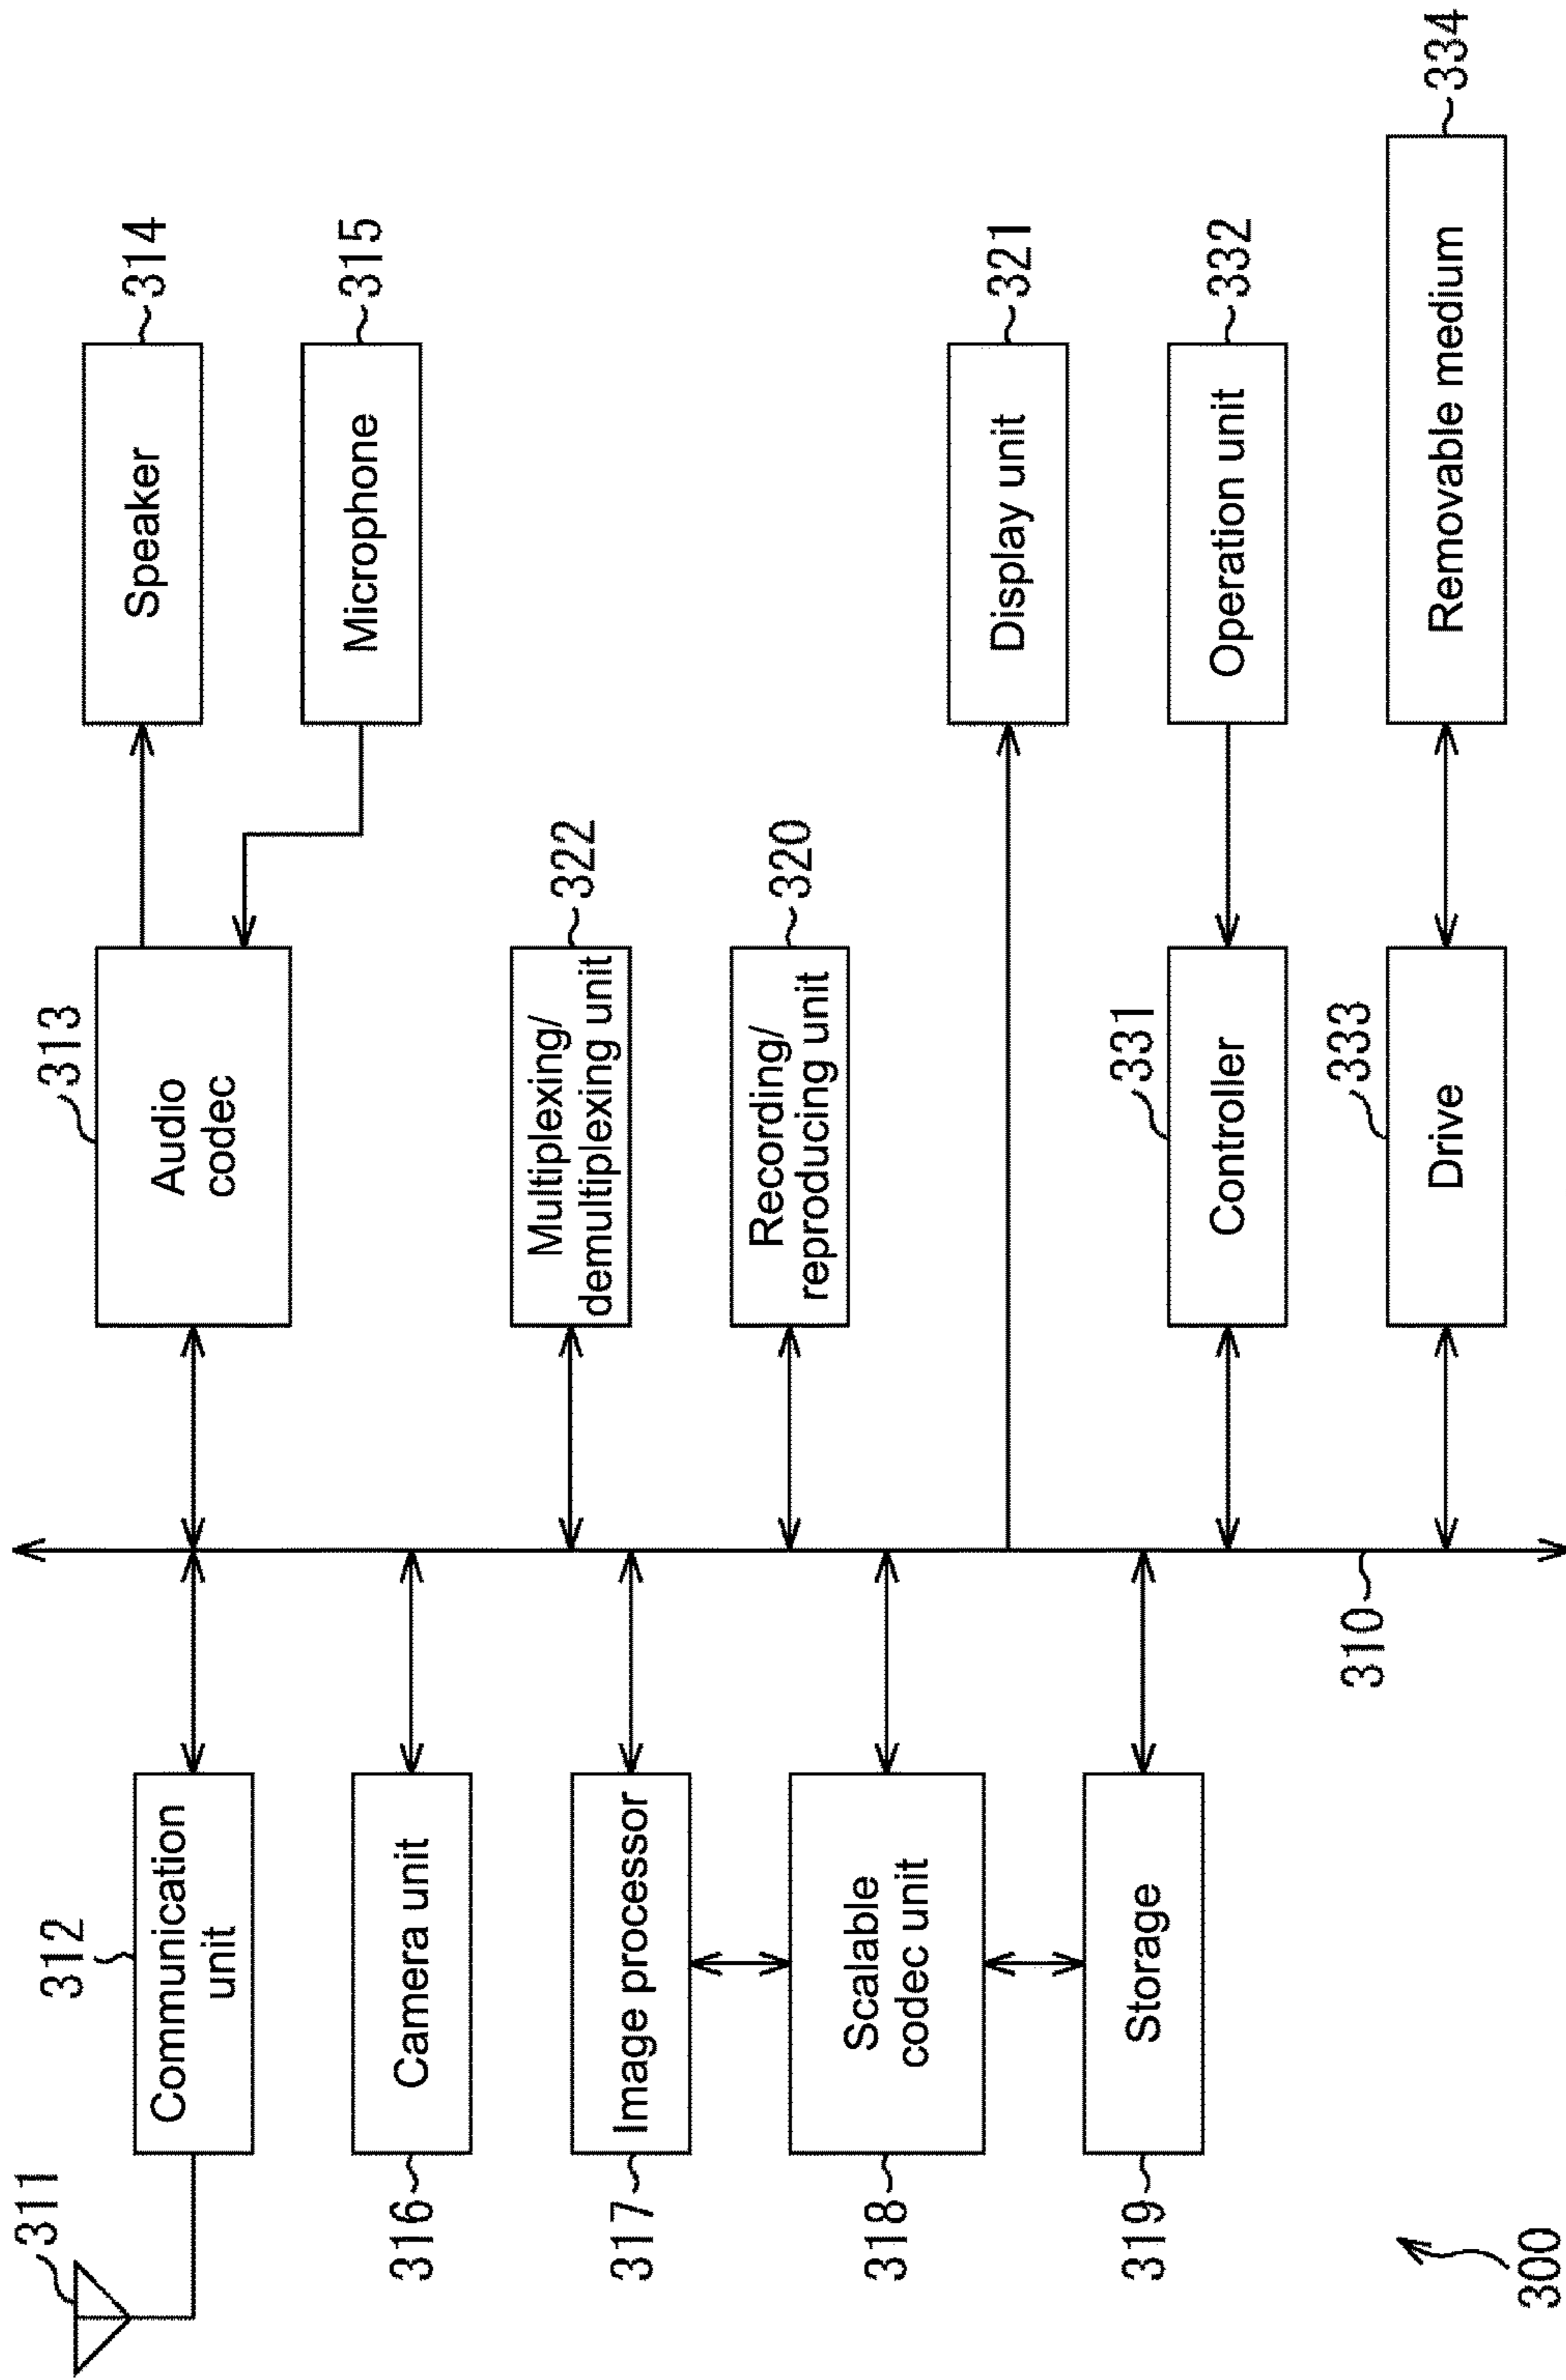 311
312
Communication
unit
313
Audio
codec
Speaker
314
Microphone
315
316
Camera unit
Multiplexing/
demultiplexing unit
322
317
Image processor
Recording/
reproducing unit
320
318
Scalable
codec unit
Display unit
321
319
Storage
331
Controller
Operation unit
332
310
333
Drive
Removable medium
334
300